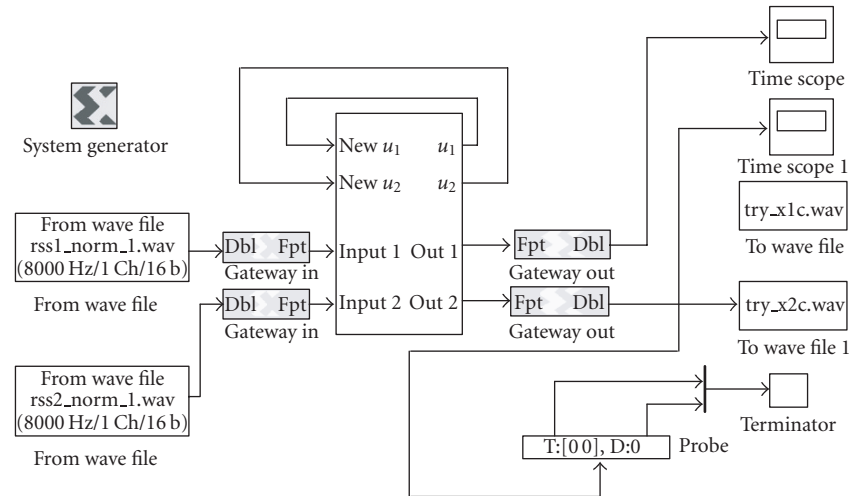 Time scope
System generator
New u1 u1
New u2 u2
Time scope 1
From wave file
rss1_norm_1.wav
(8000 Hz/1 Ch/16 b)
From wave file
Dbl Fpt
Gateway in
Input 1 Out 1
Fpt Dbl
Gateway out
try_x1c.wav
To wave file
Dbl Fpt
Gateway in
Input 2 Out 2
Fpt Dbl
Gateway out
try_x2c.wav
To wave file 1
From wave file
rss2_norm_1.wav
(8000 Hz/1 Ch/16 b)
From wave file
T:[0 0], D:0
Probe
Terminator